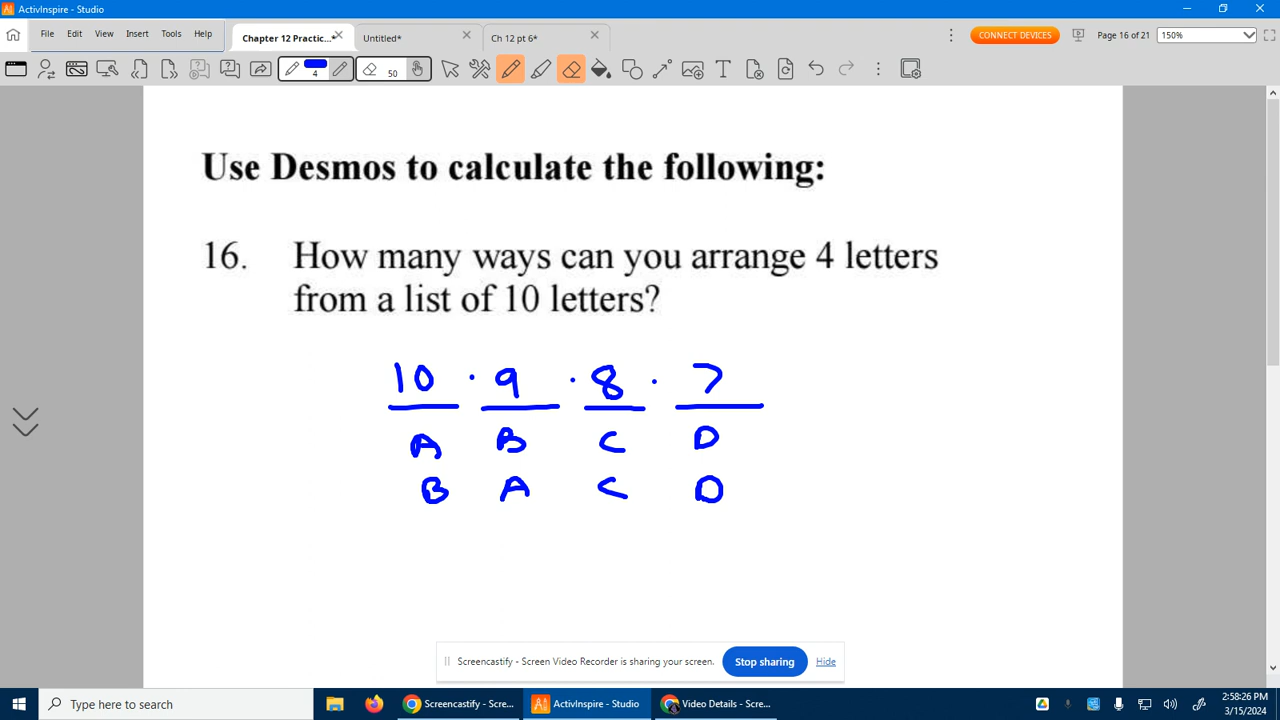 ActivInspire - Studio
File Edit View Insert Tools Help
Chapter 12 Practic...* Untitled* Ch 12 pt 6*
CONNECT DEVICES
Page 16 of 21
150%
4
50
Use Desmos to calculate the following:
16. How many ways can you arrange 4 letters
from a list of 10 letters?
10 · 9 · 8 · 7
A B C D
B A C D
Screencastify - Screen Video Recorder is sharing your screen. Stop sharing Hide
Type here to search
Screencastify - Scre...
ActivInspire - Studio
Video Details - Scre...
2:58:26 PM
3/15/2024